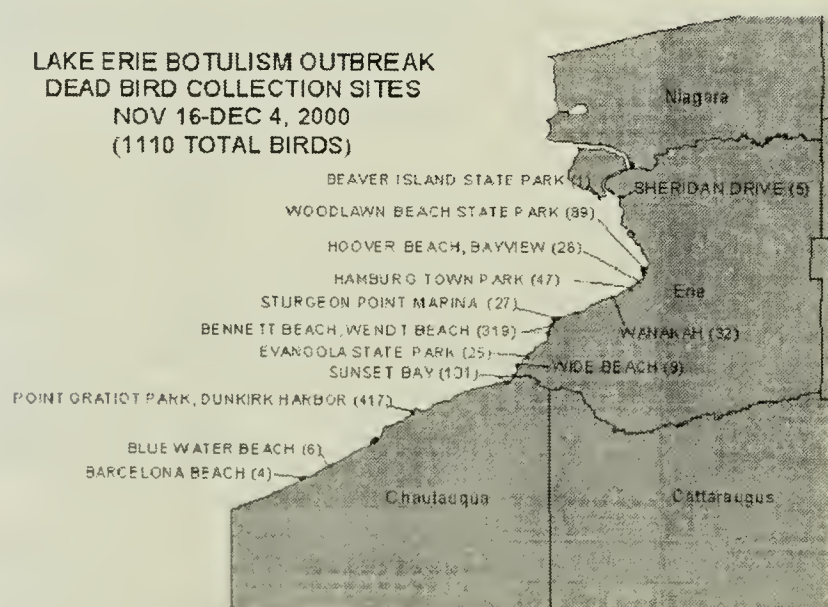 LAKE ERIE BOTULISM OUTBREAK
DEAD BIRD COLLECTION SITES
NOV 16-DEC 4, 2000
(1110 TOTAL BIRDS)
Niagara
BEAVER ISLAND STATE PARK (1)
SHERIDAN DRIVE (5)
WOODLAWN BEACH STATE PARK (89)
HOOVER BEACH, BAYVIEW (28)
HAMBURG TOWN PARK (47)
Erie
STURGEON POINT MARINA (27)
BENNETT BEACH, WENDT BEACH (319)
WANAKAH (32)
EVANGOLA STATE PARK (25)
WIDE BEACH (9)
SUNSET BAY (101)
POINT GRATIOT PARK, DUNKIRK HARBOR (417)
BLUE WATER BEACH (6)
BARCELONA BEACH (4)
Chautauqua
Cattaraugus